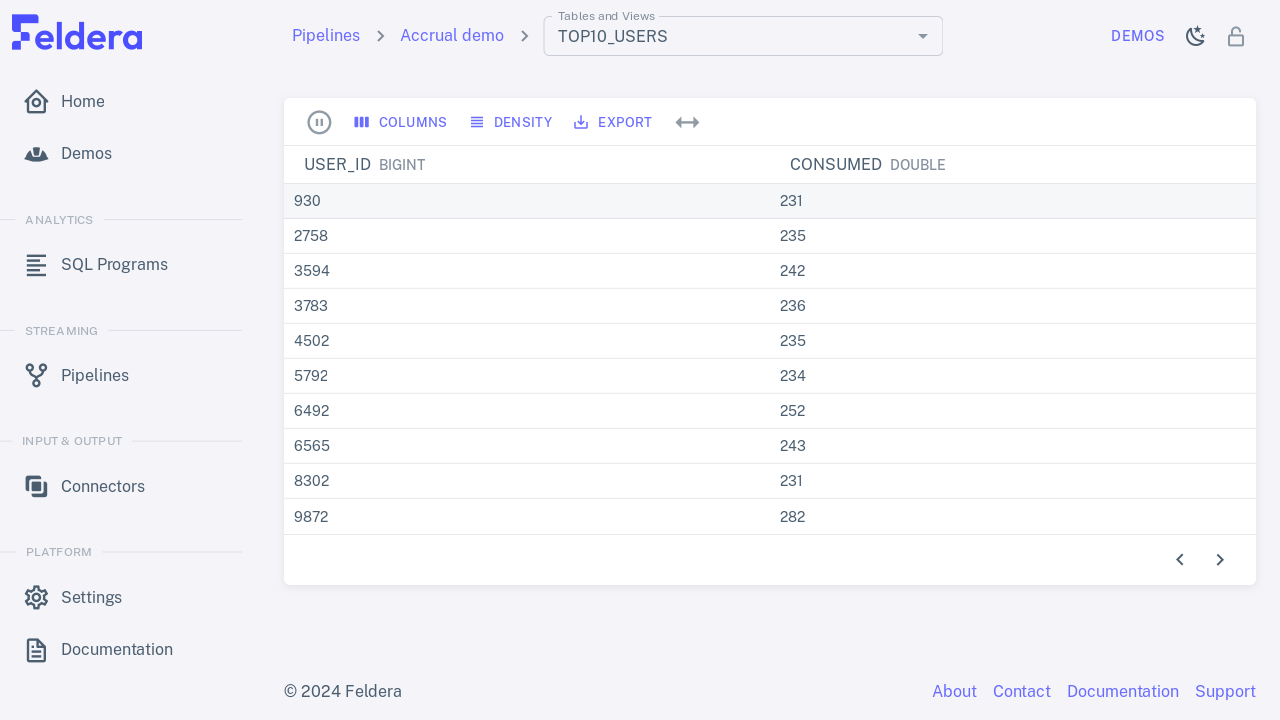 Feldera
Pipelines
Accrual demo
Tables and Views
TOP10_USERS
DEMOS
Home
Demos
ANALYTICS
SQL Programs
STREAMING
Pipelines
INPUT & OUTPUT
Connectors
PLATFORM
Settings
Documentation
COLUMNS DENSITY EXPORT
USER_ID BIGINT CONSUMED DOUBLE
930 231
2758 235
3594 242
3783 236
4502 235
5792 234
6492 252
6565 243
8302 231
9872 282
© 2024 Feldera
About Contact Documentation Support